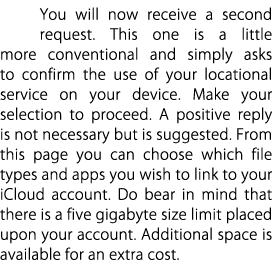 You will now receive a second
request. This one is a little
more conventional and simply asks
to confirm the use of your locational
service on your device. Make your
selection to proceed. A positive reply
is not necessary but is suggested. From
this page you can choose which file
types and apps you wish to link to your
iCloud account. Do bear in mind that
there is a five gigabyte size limit placed
upon your account. Additional space is
available for an extra cost.